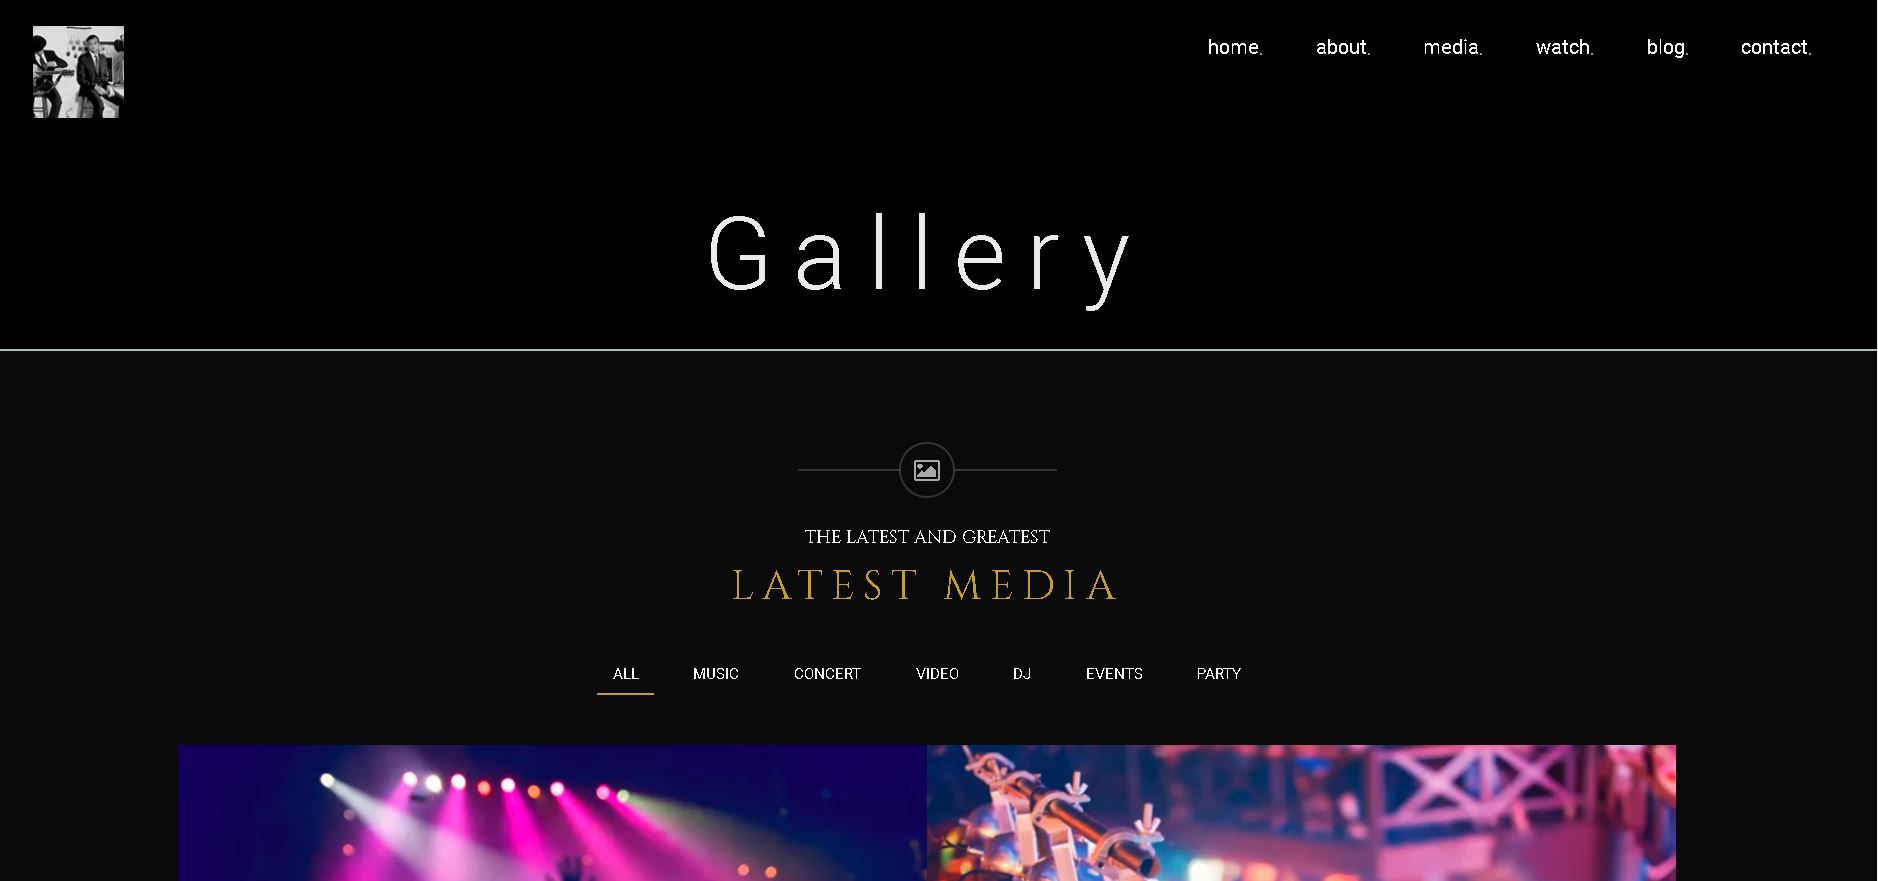 home. about. media. watch. blog. contact.
Gallery
THE LATEST AND GREATEST
LATEST MEDIA
ALL MUSIC CONCERT VIDEO DJ EVENTS PARTY